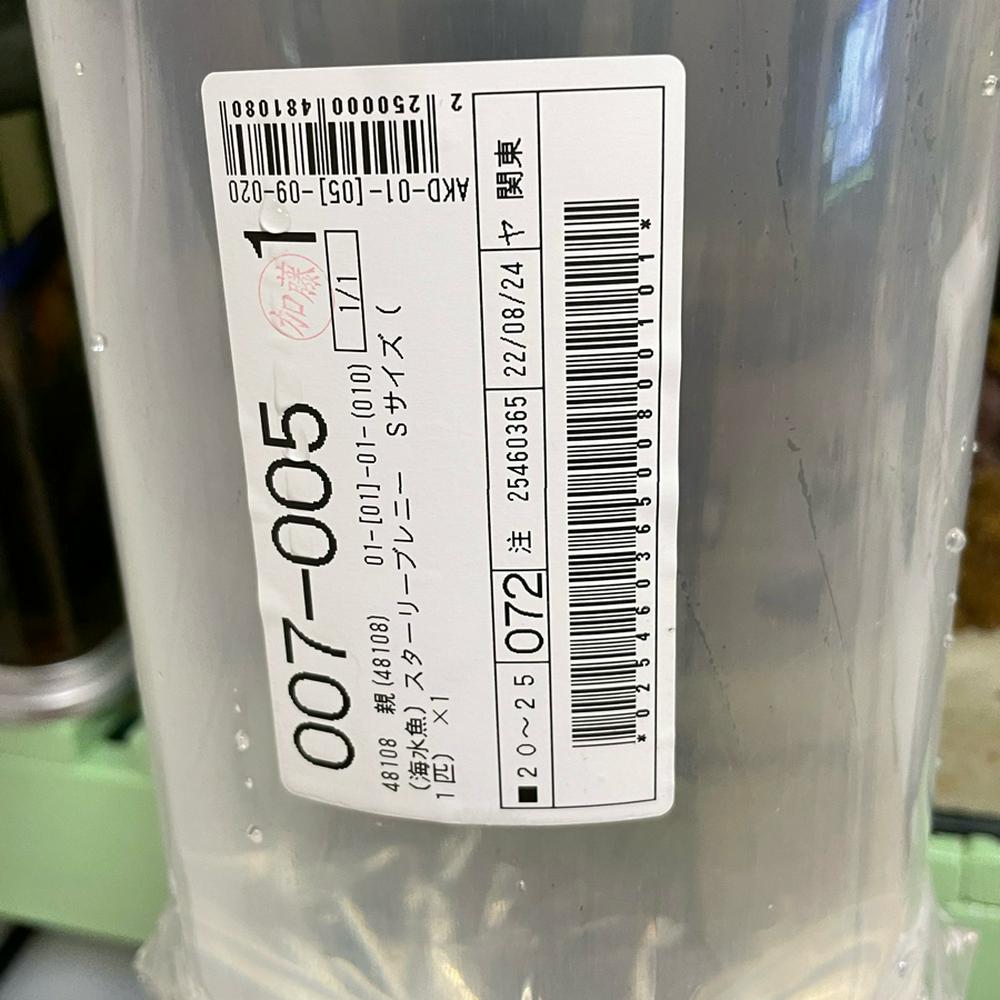 007-005 1
加藤
48108 親(48108) 01-[01]-01-(010) 1/1
(海水魚) スターリーブレニー Sサイズ (
1匹) ×1
AKD-01-[05]-09-020
2 250000 481080
■20～25 072 注 25460365 22/08/24 ヤ 関東
*02546036500800101*